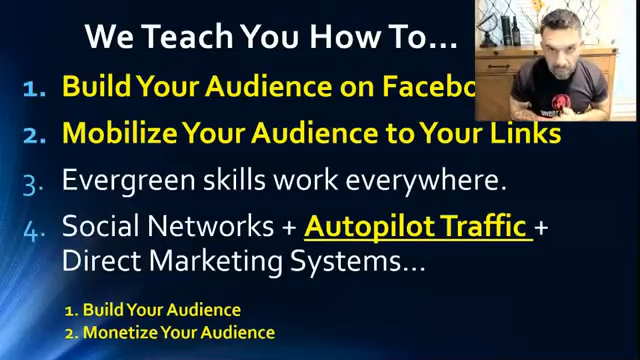 We Teach You How To...
1. Build Your Audience on Facebo
2. Mobilize Your Audience to Your Links
3. Evergreen skills work everywhere.
4. Social Networks + Autopilot Traffic +
Direct Marketing Systems...
1. Build Your Audience
2. Monetize Your Audience